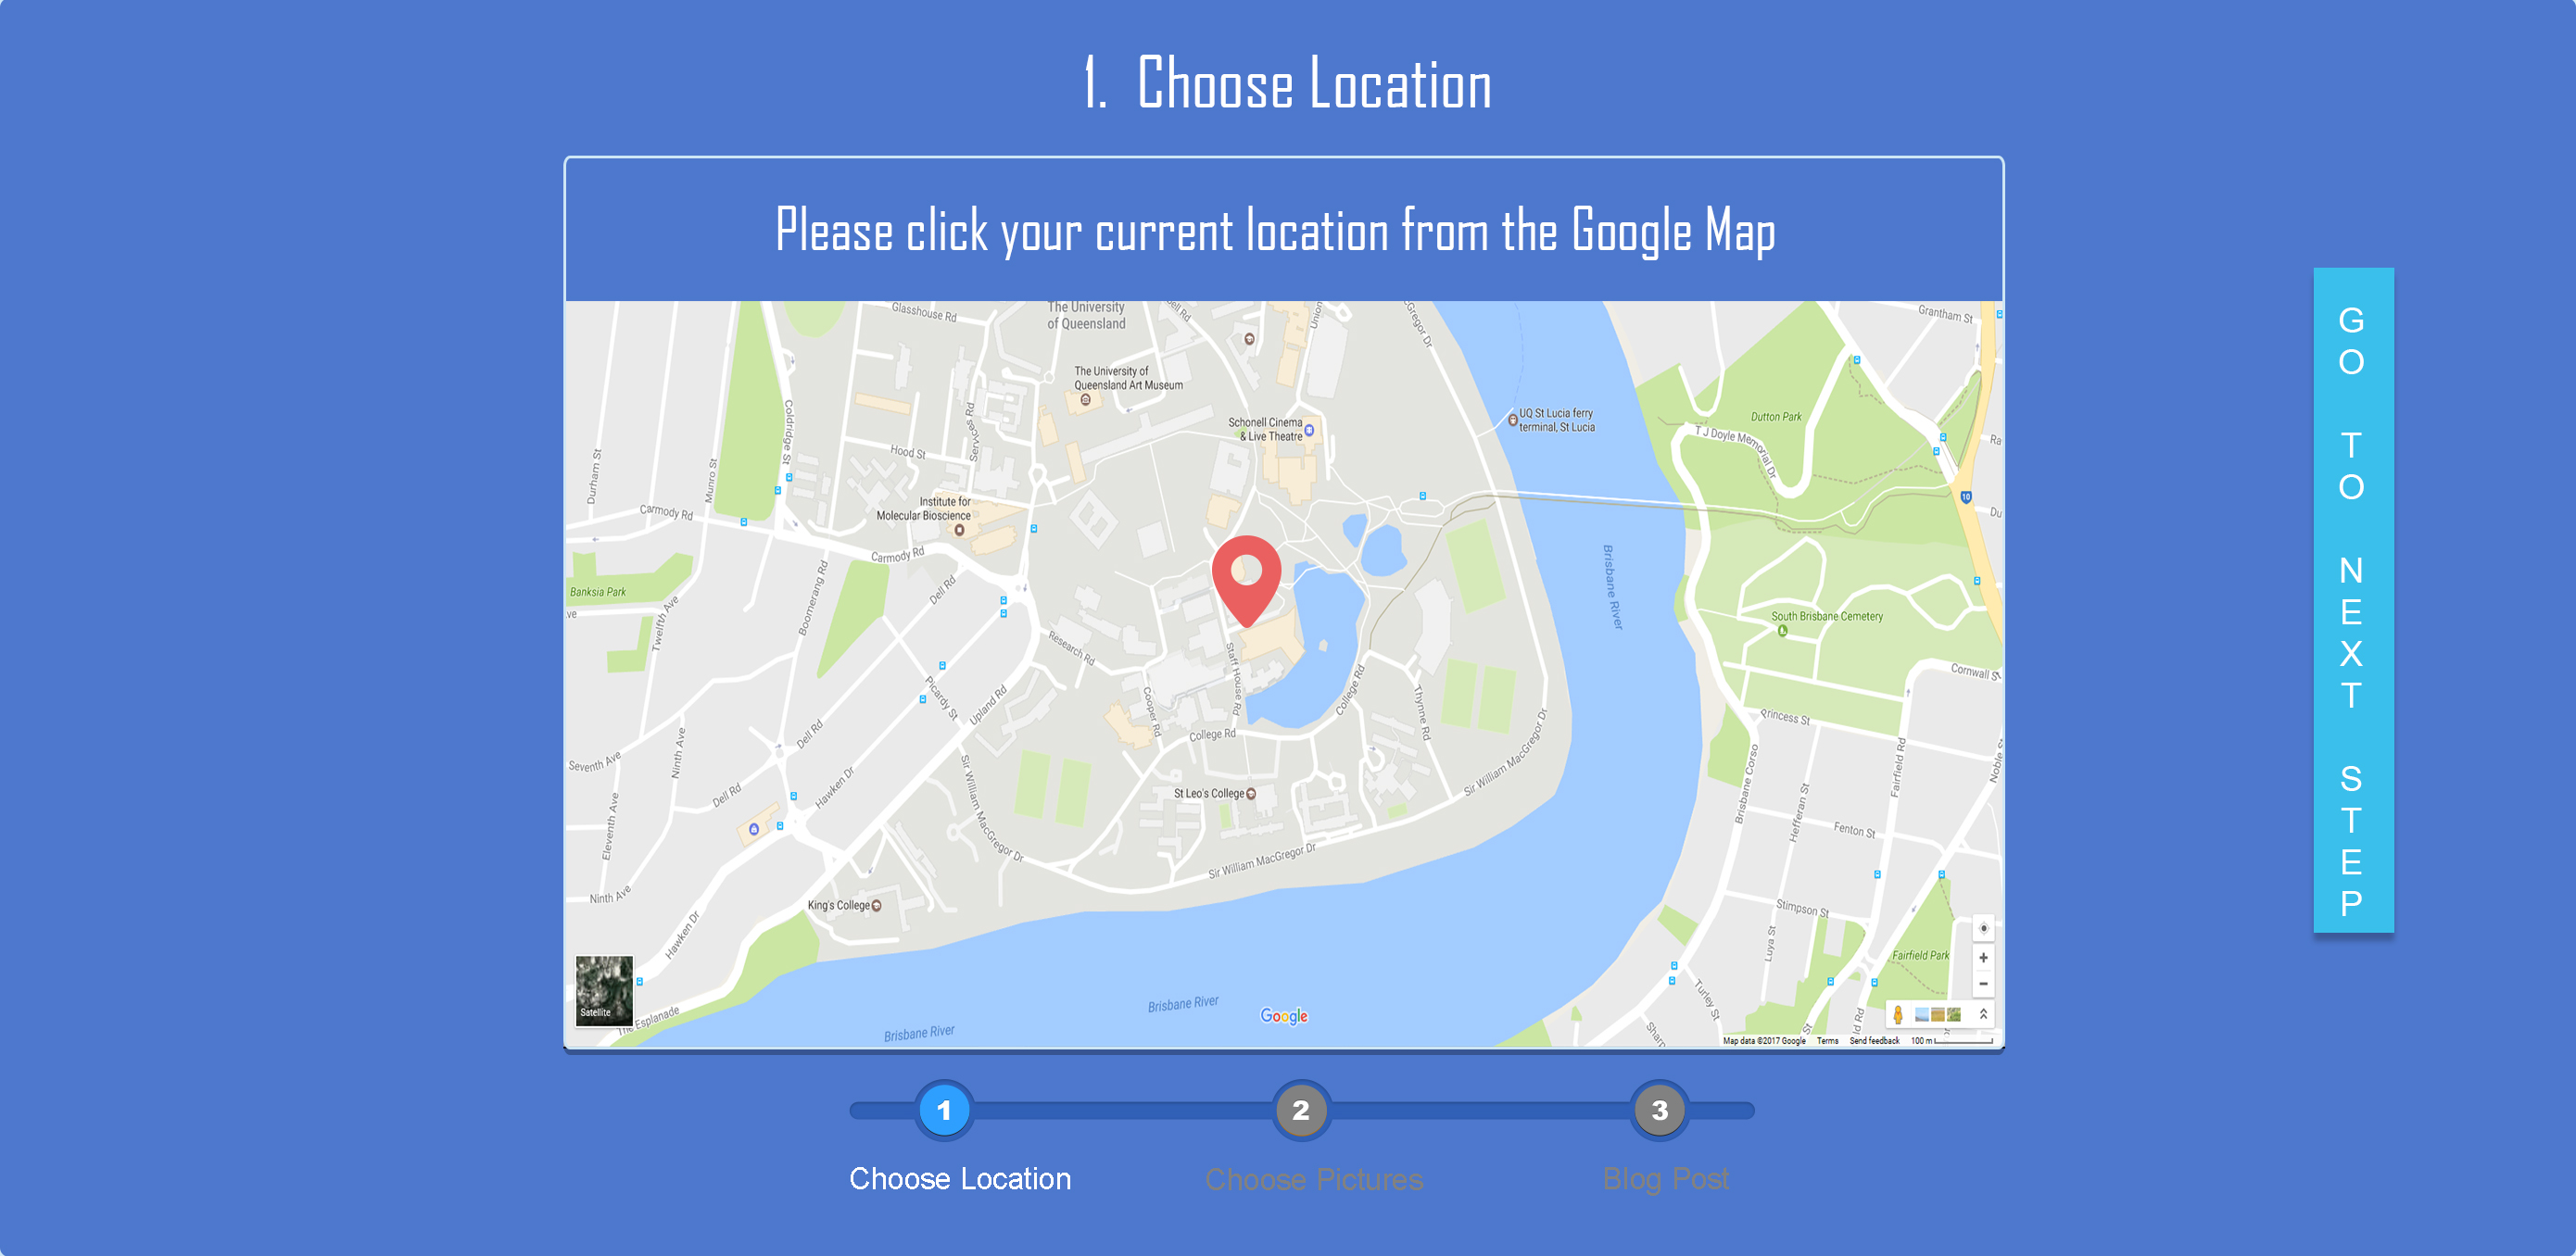 1. Choose Location
Please click your current location from the Google Map
Glasshouse Rd
The University
of Queensland
Union
Grantham St
The University of
Queensland Art Museum
Coldridge St
Services Rd
Schonell Cinema
& Live Theatre
UQ St Lucia ferry
terminal, St Lucia
Dutton Park
T J Doyle Memorial Dr
Hood St
Durham St
Munro St
Institute for
Molecular Bioscience
Carmody Rd
10
Carmody Rd
Brisbane River
Banksia Park
Dell Rd
Boomerang Rd
Twelfth Ave
South Brisbane Cemetery
Research Rd
Staff House Rd
Cornwall S
Picardy St
Upland Rd
Cooper Rd
College Rd
Thynne Rd
Princess St
College Rd
Dell Rd
Ninth Ave
Seventh Ave
Sir William MacGregor Dr
Fairfield Rd
Brisbane Corso
Hawken Dr
Dell Rd
St Leo's College
Sir William MacGregor Dr
Heffernan St
Fenton St
Eleventh Ave
Sir William MacGregor Dr
Ninth Ave
King's College
Stimpson St
Hawken Dr
Luya St
Fairfield Park
Turley St
Satellite
The Esplanade
Brisbane River
Brisbane River
Google
Map data ©2017 Google Terms Send feedback 100 m
GO TO NEXT STEP
1 2 3
Choose Location Choose Pictures Blog Post